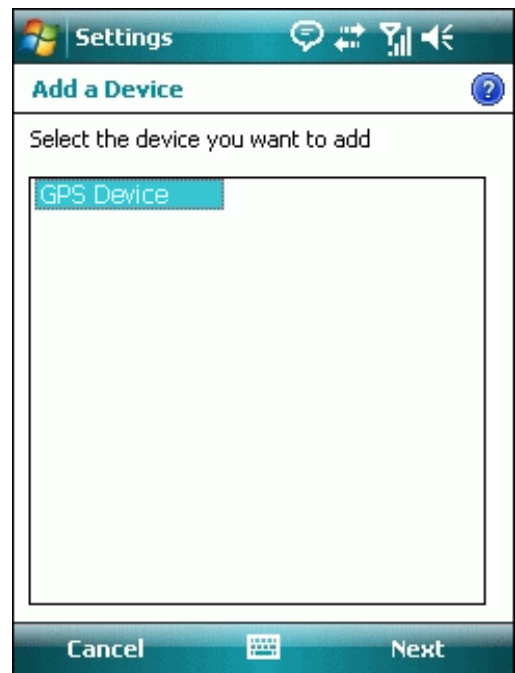 Settings
Add a Device
?
Select the device you want to add
GPS Device
Cancel Next